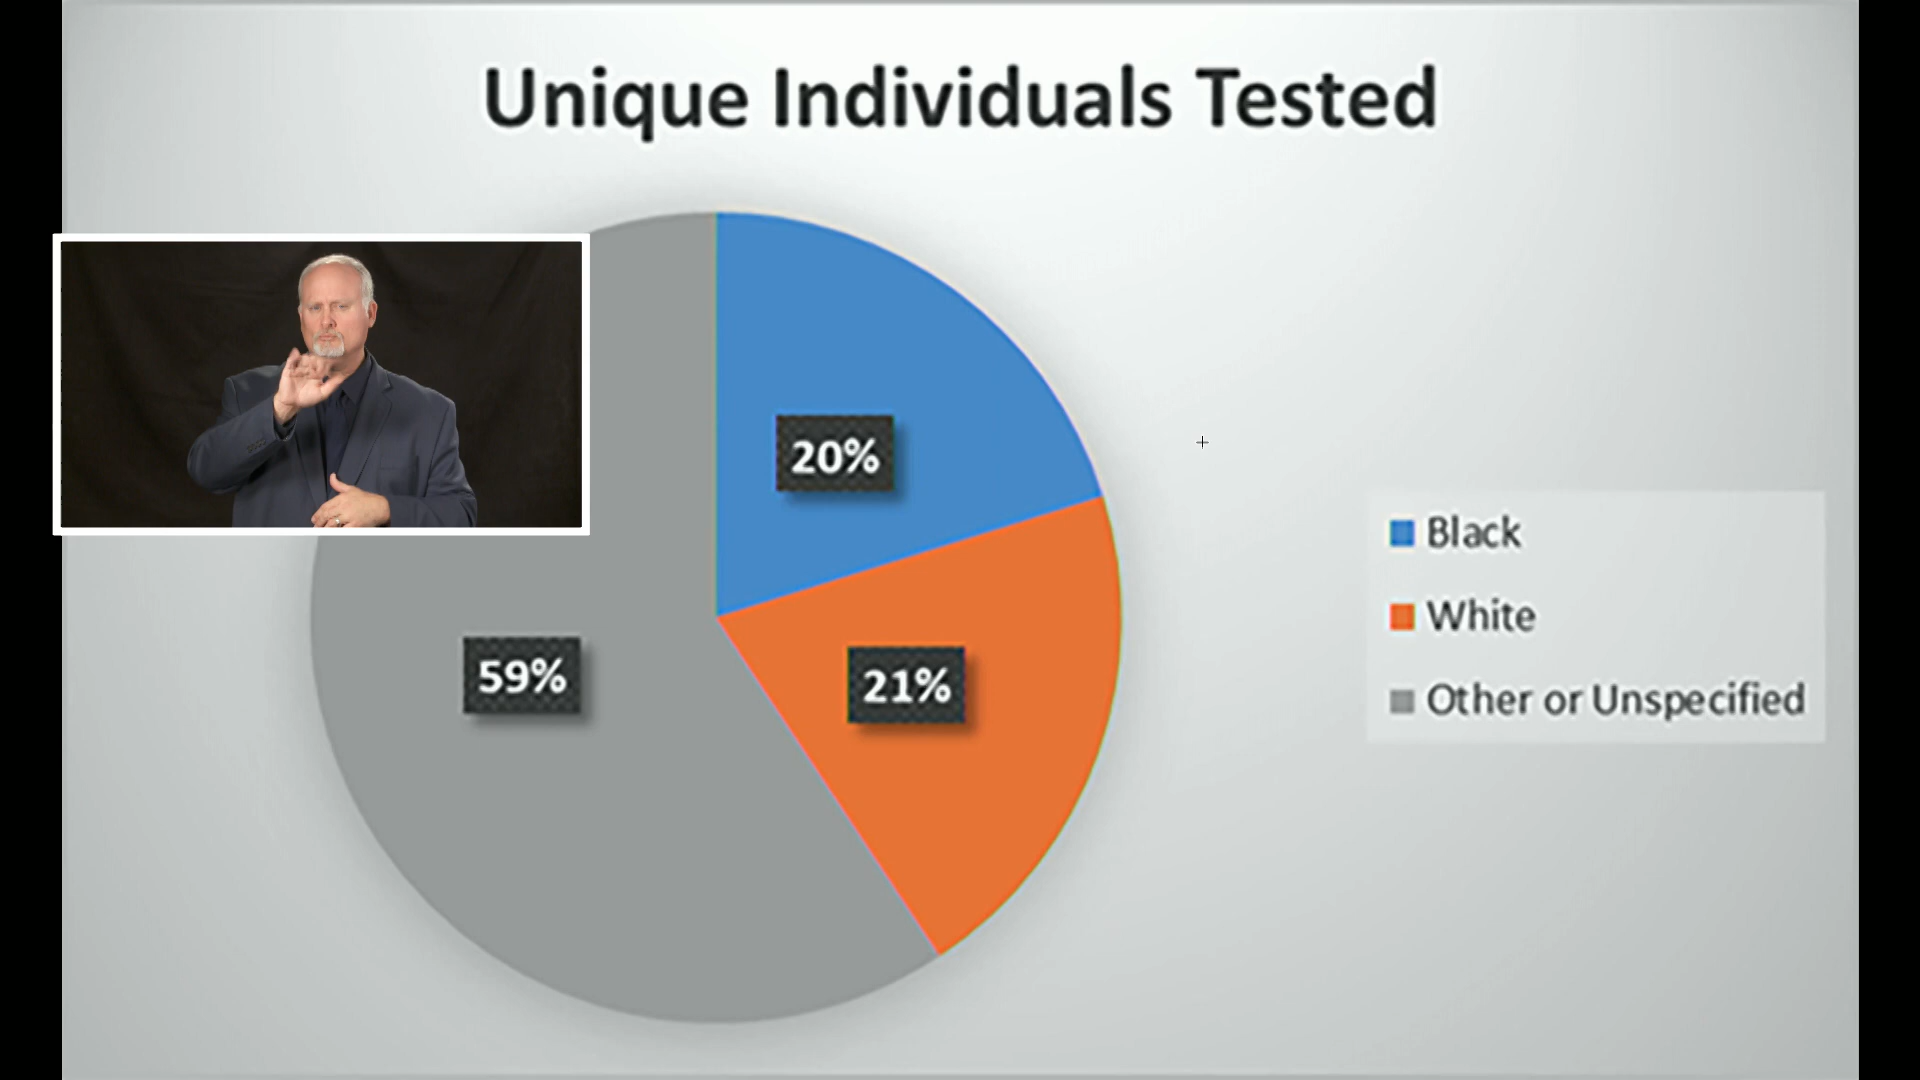 Unique Individuals Tested
20%
59%
21%
Black
White
Other or Unspecified